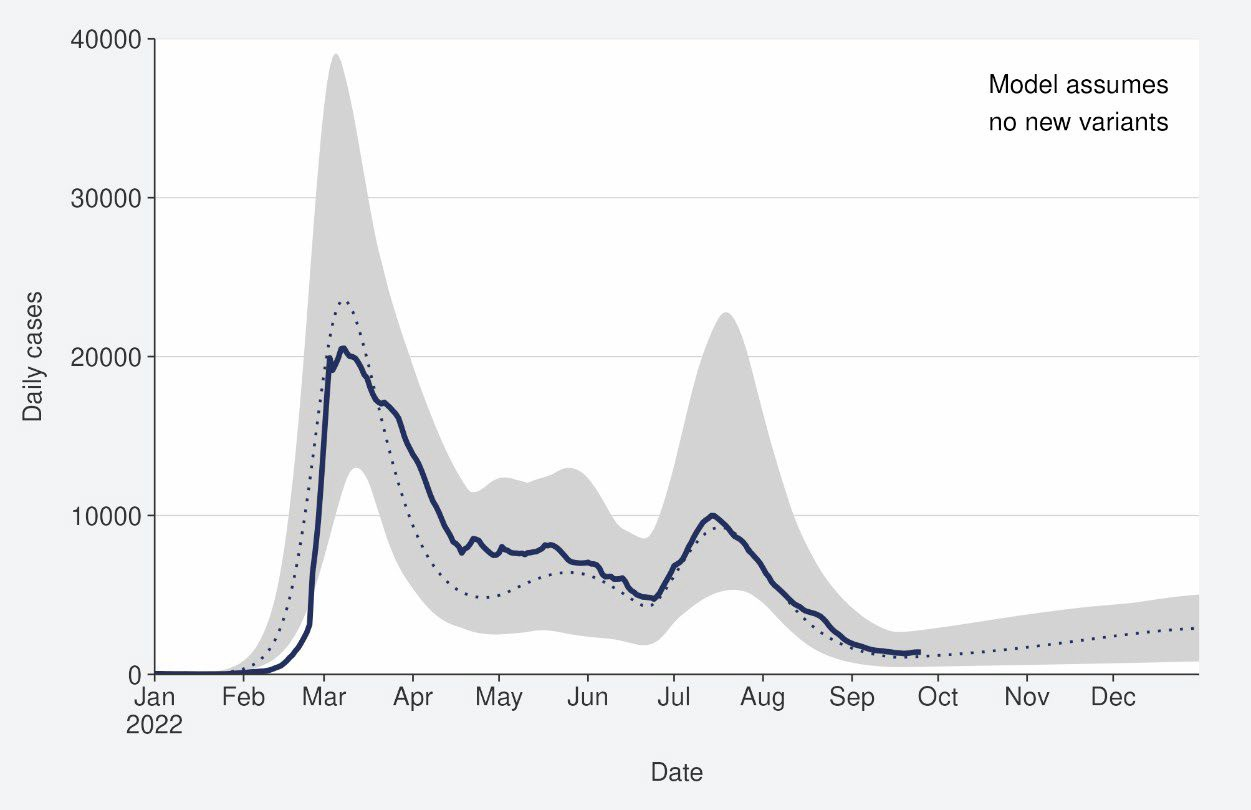 40000
Model assumes
no new variants
30000
Daily cases
20000
10000
0
Jan Feb Mar Apr May Jun Jul Aug Sep Oct Nov Dec
2022
Date